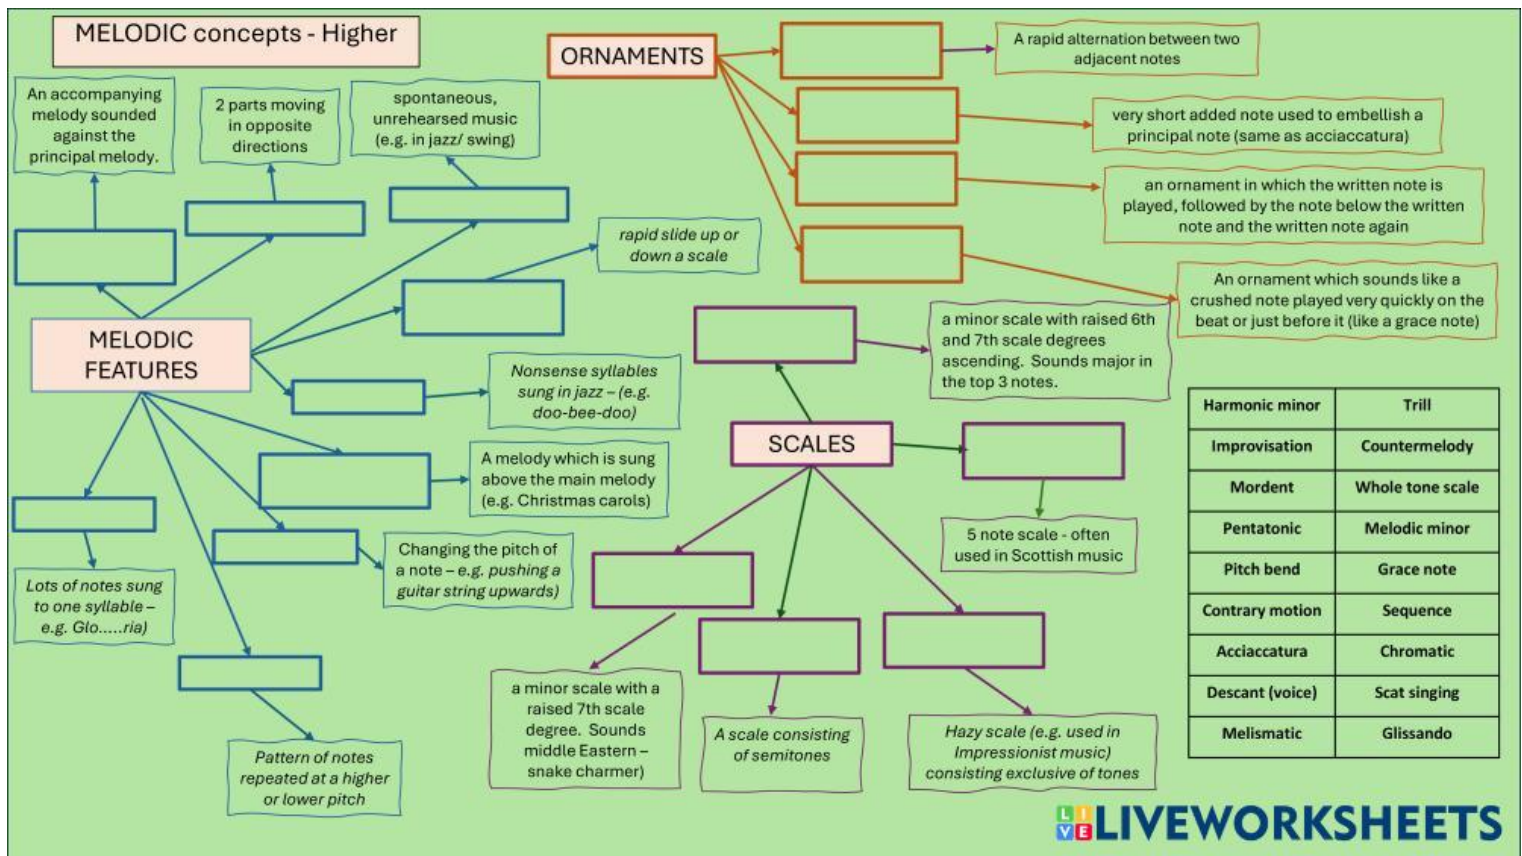 MELODIC concepts - Higher
An accompanying
melody sounded
against the
principal melody.
2 parts moving
in opposite
directions
spontaneous,
unrehearsed music
(e.g. in jazz/ swing)
rapid slide up or
down a scale
MELODIC
FEATURES
Nonsense syllables
sung in jazz – (e.g.
doo-bee-doo)
A melody which is sung
above the main melody
(e.g. Christmas carols)
Changing the pitch of
a note – e.g. pushing a
guitar string upwards)
Lots of notes sung
to one syllable –
e.g. Glo.....ria)
Pattern of notes
repeated at a higher
or lower pitch
ORNAMENTS
A rapid alternation between two
adjacent notes
very short added note used to embellish a
principal note (same as acciaccatura)
an ornament in which the written note is
played, followed by the note below the written
note and the written note again
An ornament which sounds like a
crushed note played very quickly on the
beat or just before it (like a grace note)
SCALES
a minor scale with raised 6th
and 7th scale degrees
ascending. Sounds major in
the top 3 notes.
5 note scale - often
used in Scottish music
a minor scale with a
raised 7th scale
degree. Sounds
middle Eastern –
snake charmer)
A scale consisting
of semitones
Hazy scale (e.g. used in
Impressionist music)
consisting exclusive of tones
Harmonic minor Trill
Improvisation Countermelody
Mordent Whole tone scale
Pentatonic Melodic minor
Pitch bend Grace note
Contrary motion Sequence
Acciaccatura Chromatic
Descant (voice) Scat singing
Melismatic Glissando
LIVE LIVEWORKSHEETS